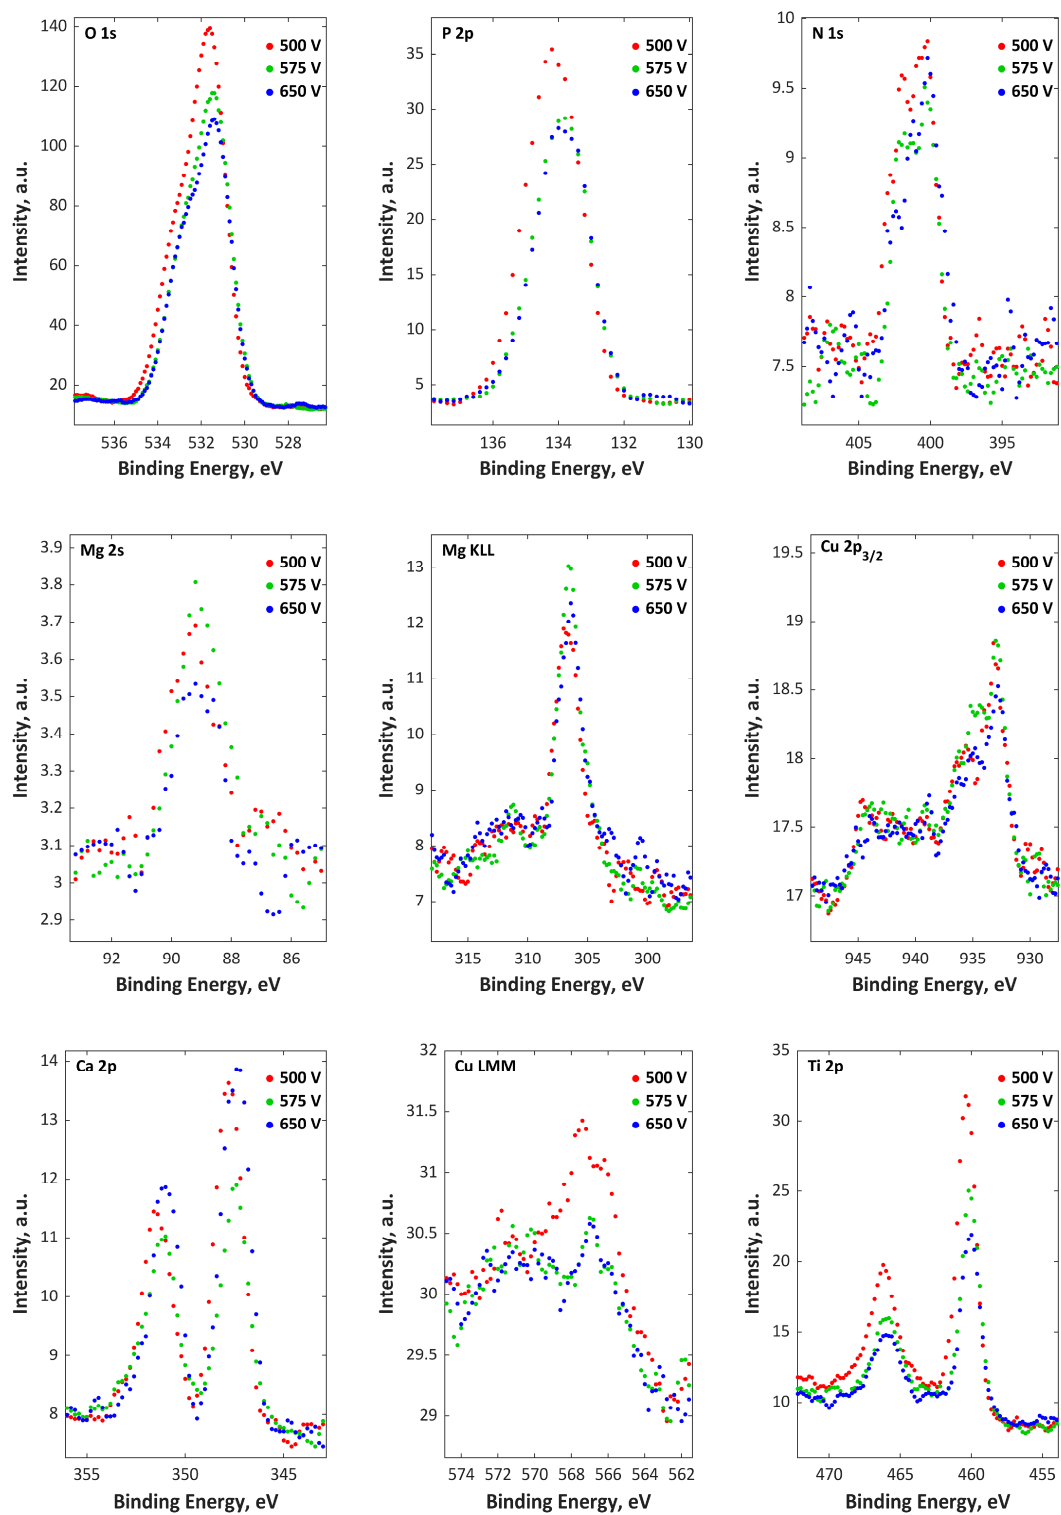 O 1s
500 V
575 V
650 V
140
120
100
80
60
40
20
536
534
532
530
528
Intensity, a.u.
Binding Energy, eV
P 2p
500 V
575 V
650 V
35
30
25
20
15
10
5
136
134
132
130
Intensity, a.u.
Binding Energy, eV
N 1s
500 V
575 V
650 V
10
9.5
9
8.5
8
7.5
405
400
395
Intensity, a.u.
Binding Energy, eV
Mg 2s
500 V
575 V
650 V
3.9
3.8
3.7
3.6
3.5
3.4
3.3
3.2
3.1
3
2.9
92
90
88
86
Intensity, a.u.
Binding Energy, eV
Mg KLL
500 V
575 V
650 V
13
12
11
10
9
8
7
315
310
305
300
Intensity, a.u.
Binding Energy, eV
Cu 2p3/2
500 V
575 V
650 V
19.5
19
18.5
18
17.5
17
945
940
935
930
Intensity, a.u.
Binding Energy, eV
Ca 2p
500 V
575 V
650 V
14
13
12
11
10
9
8
355
350
345
Intensity, a.u.
Binding Energy, eV
Cu LMM
500 V
575 V
650 V
32
31.5
31
30.5
30
29.5
29
574
572
570
568
566
564
562
Intensity, a.u.
Binding Energy, eV
Ti 2p
500 V
575 V
650 V
35
30
25
20
15
10
470
465
460
455
Intensity, a.u.
Binding Energy, eV